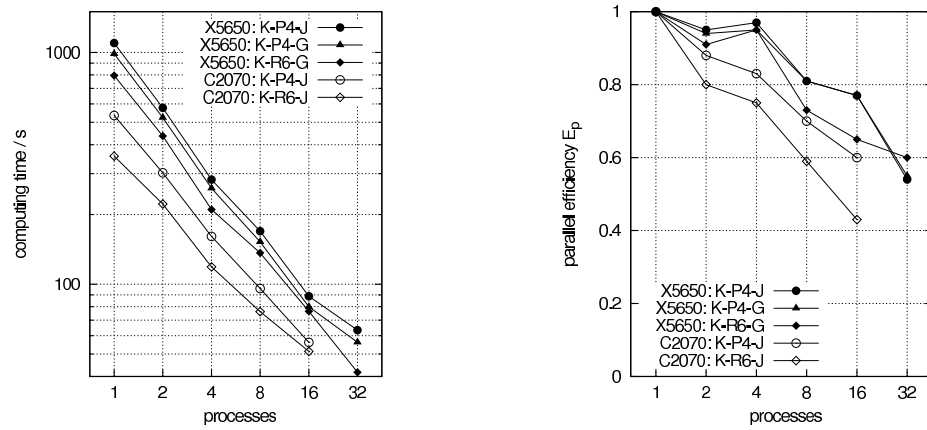 computing time / s
1000
100
X5650: K-P4-J
X5650: K-P4-G
X5650: K-R6-G
C2070: K-P4-J
C2070: K-R6-J
1 2 4 8 16 32
processes
parallel efficiency Ep
1
0.8
0.6
0.4
0.2
0
X5650: K-P4-J
X5650: K-P4-G
X5650: K-R6-G
C2070: K-P4-J
C2070: K-R6-J
1 2 4 8 16 32
processes